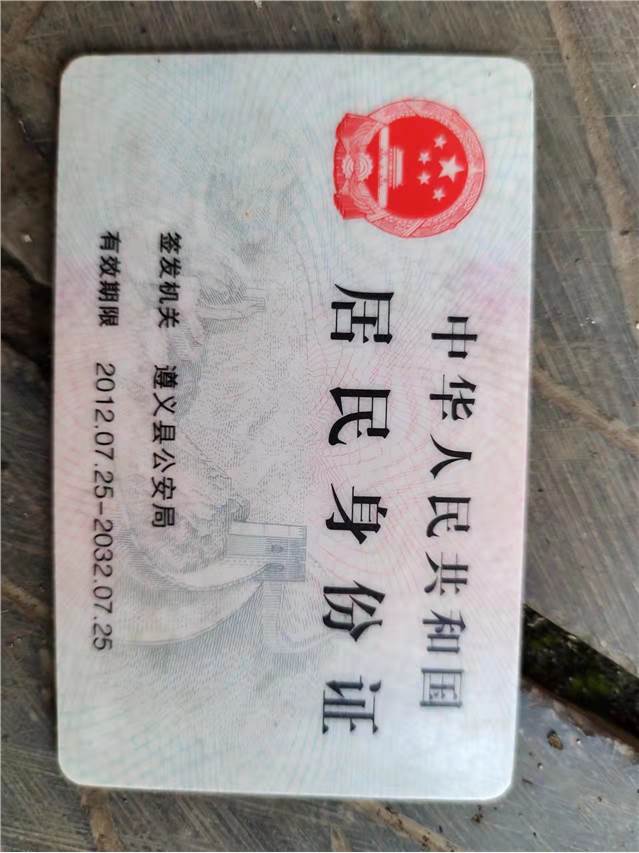 中华人民共和国
居民身份证
签发机关 遵义县公安局
有效期限 2012.07.25-2032.07.25